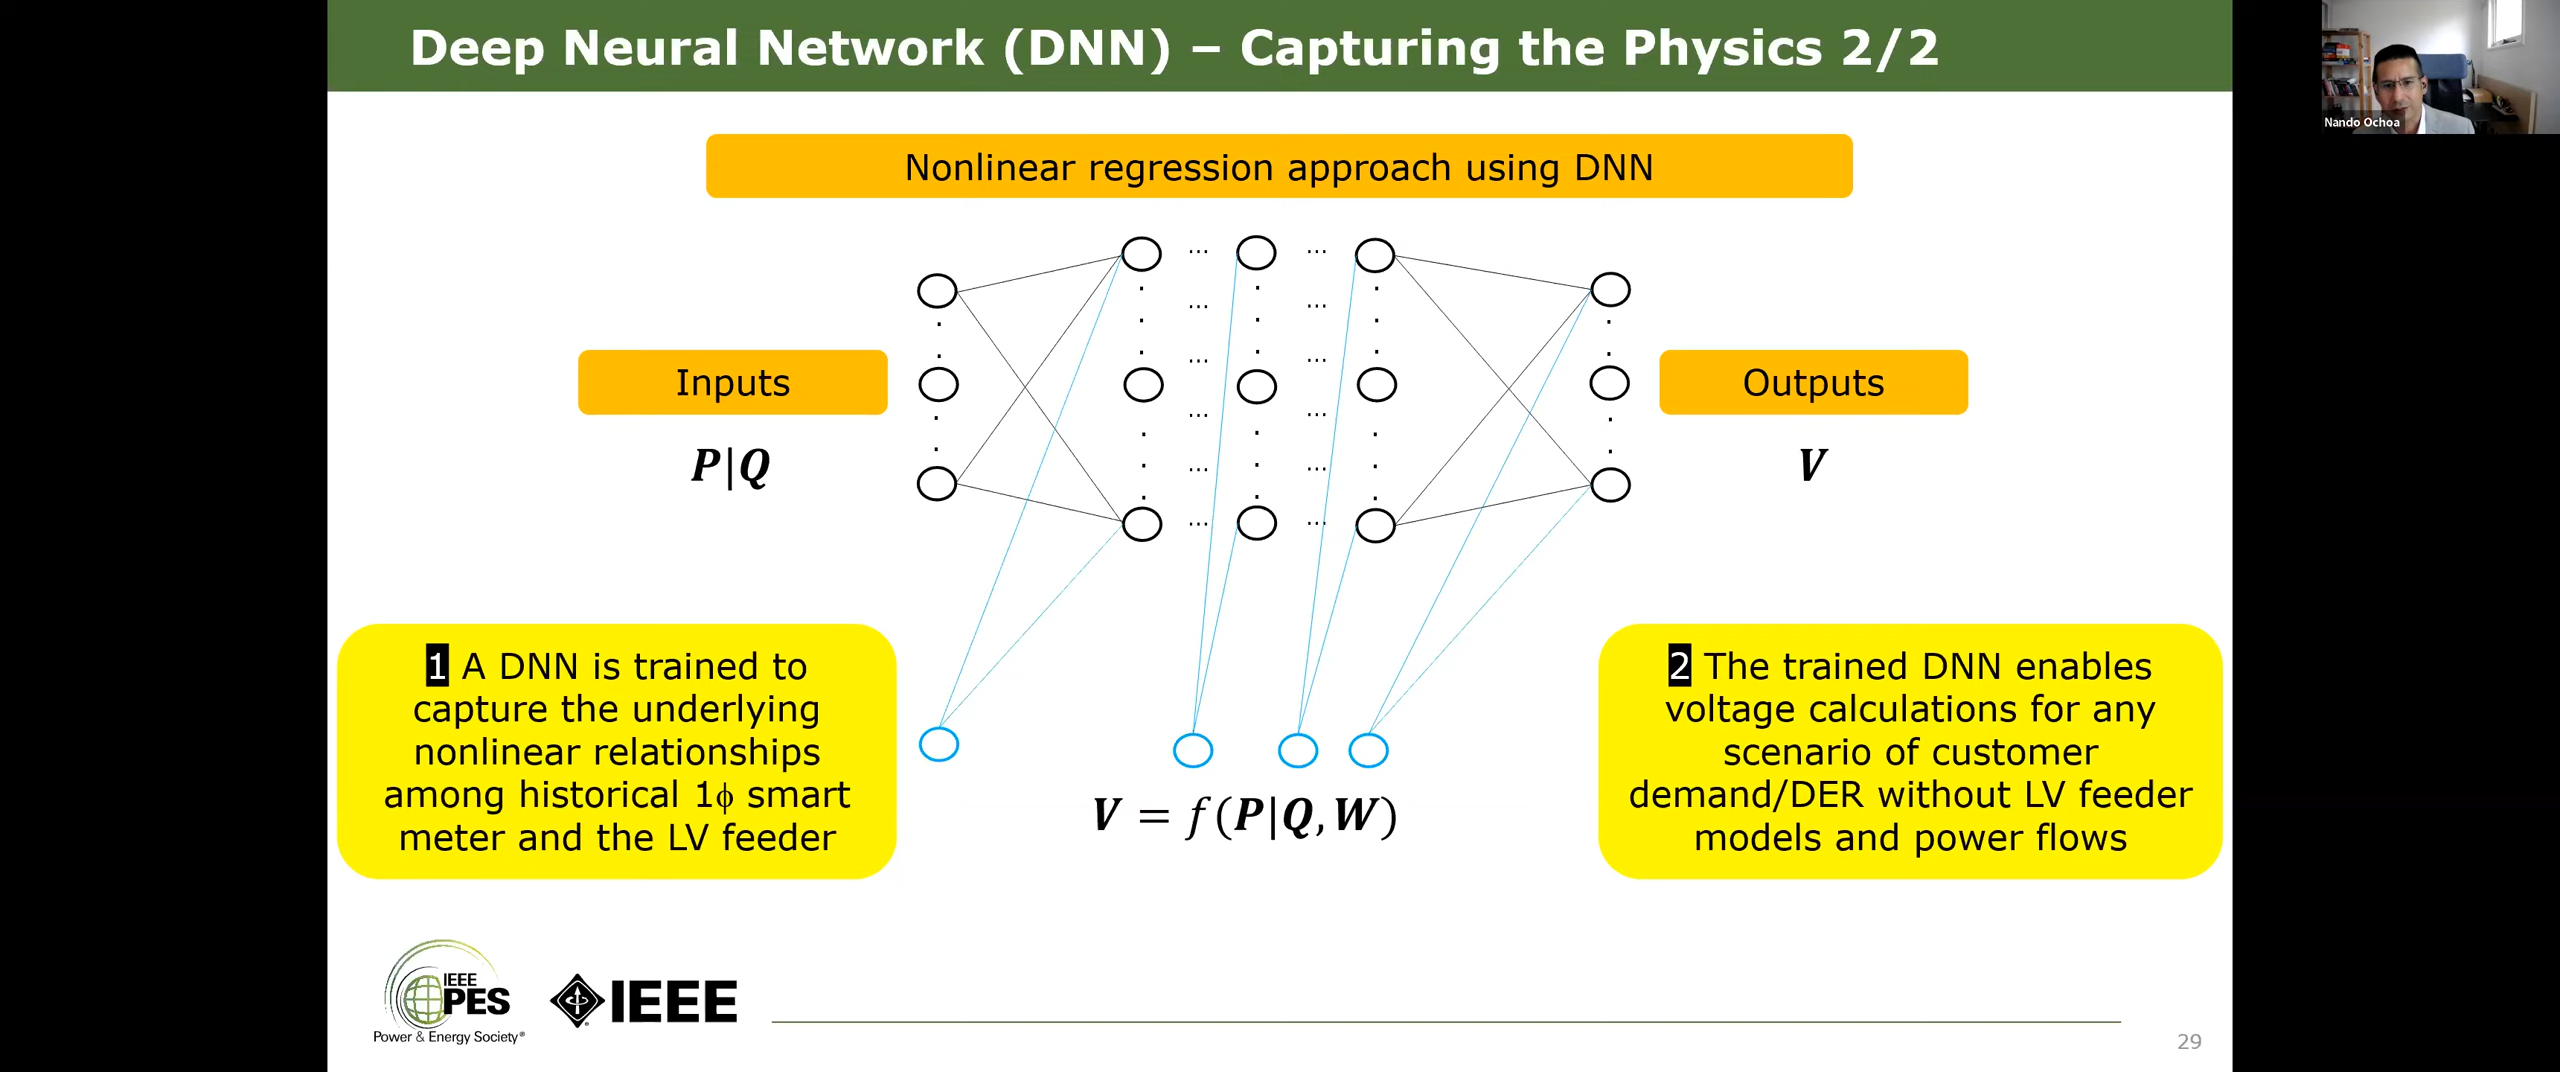 Deep Neural Network (DNN) – Capturing the Physics 2/2
Nando Ochoa
Nonlinear regression approach using DNN
Inputs
P|Q
Outputs
V
1 A DNN is trained to
capture the underlying
nonlinear relationships
among historical 1ϕ smart
meter and the LV feeder
V = f(P|Q, W)
2 The trained DNN enables
voltage calculations for any
scenario of customer
demand/DER without LV feeder
models and power flows
IEEE
PES
Power & Energy Society®
IEEE
29